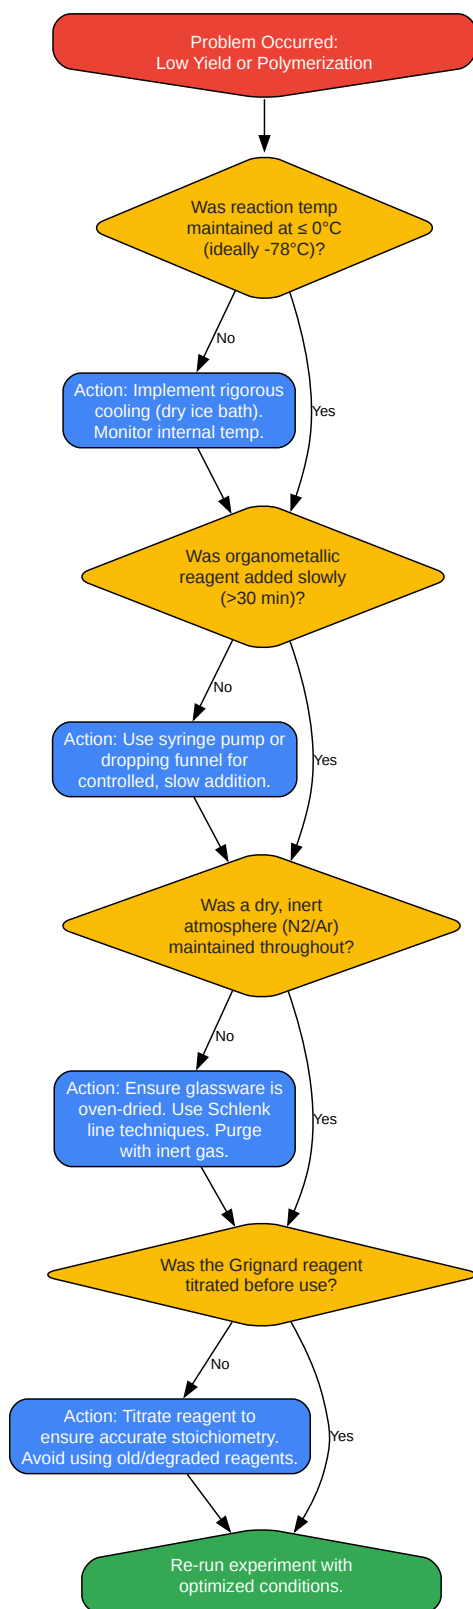 Problem Occurred:
Low Yield or Polymerization
Was reaction temp
maintained at ≤ 0°C
(ideally -78°C)?
No
Action: Implement rigorous
cooling (dry ice bath).
Monitor internal temp.
Yes
Was organometallic
reagent added slowly
(>30 min)?
No
Action: Use syringe pump or
dropping funnel for
controlled, slow addition.
Yes
Was a dry, inert
atmosphere (N2/Ar)
maintained throughout?
No
Action: Ensure glassware is
oven-dried. Use Schlenk
line techniques. Purge
with inert gas.
Yes
Was the Grignard reagent
titrated before use?
No
Action: Titrate reagent to
ensure accurate stoichiometry.
Avoid using old/degraded reagents.
Yes
Re-run experiment with
optimized conditions.